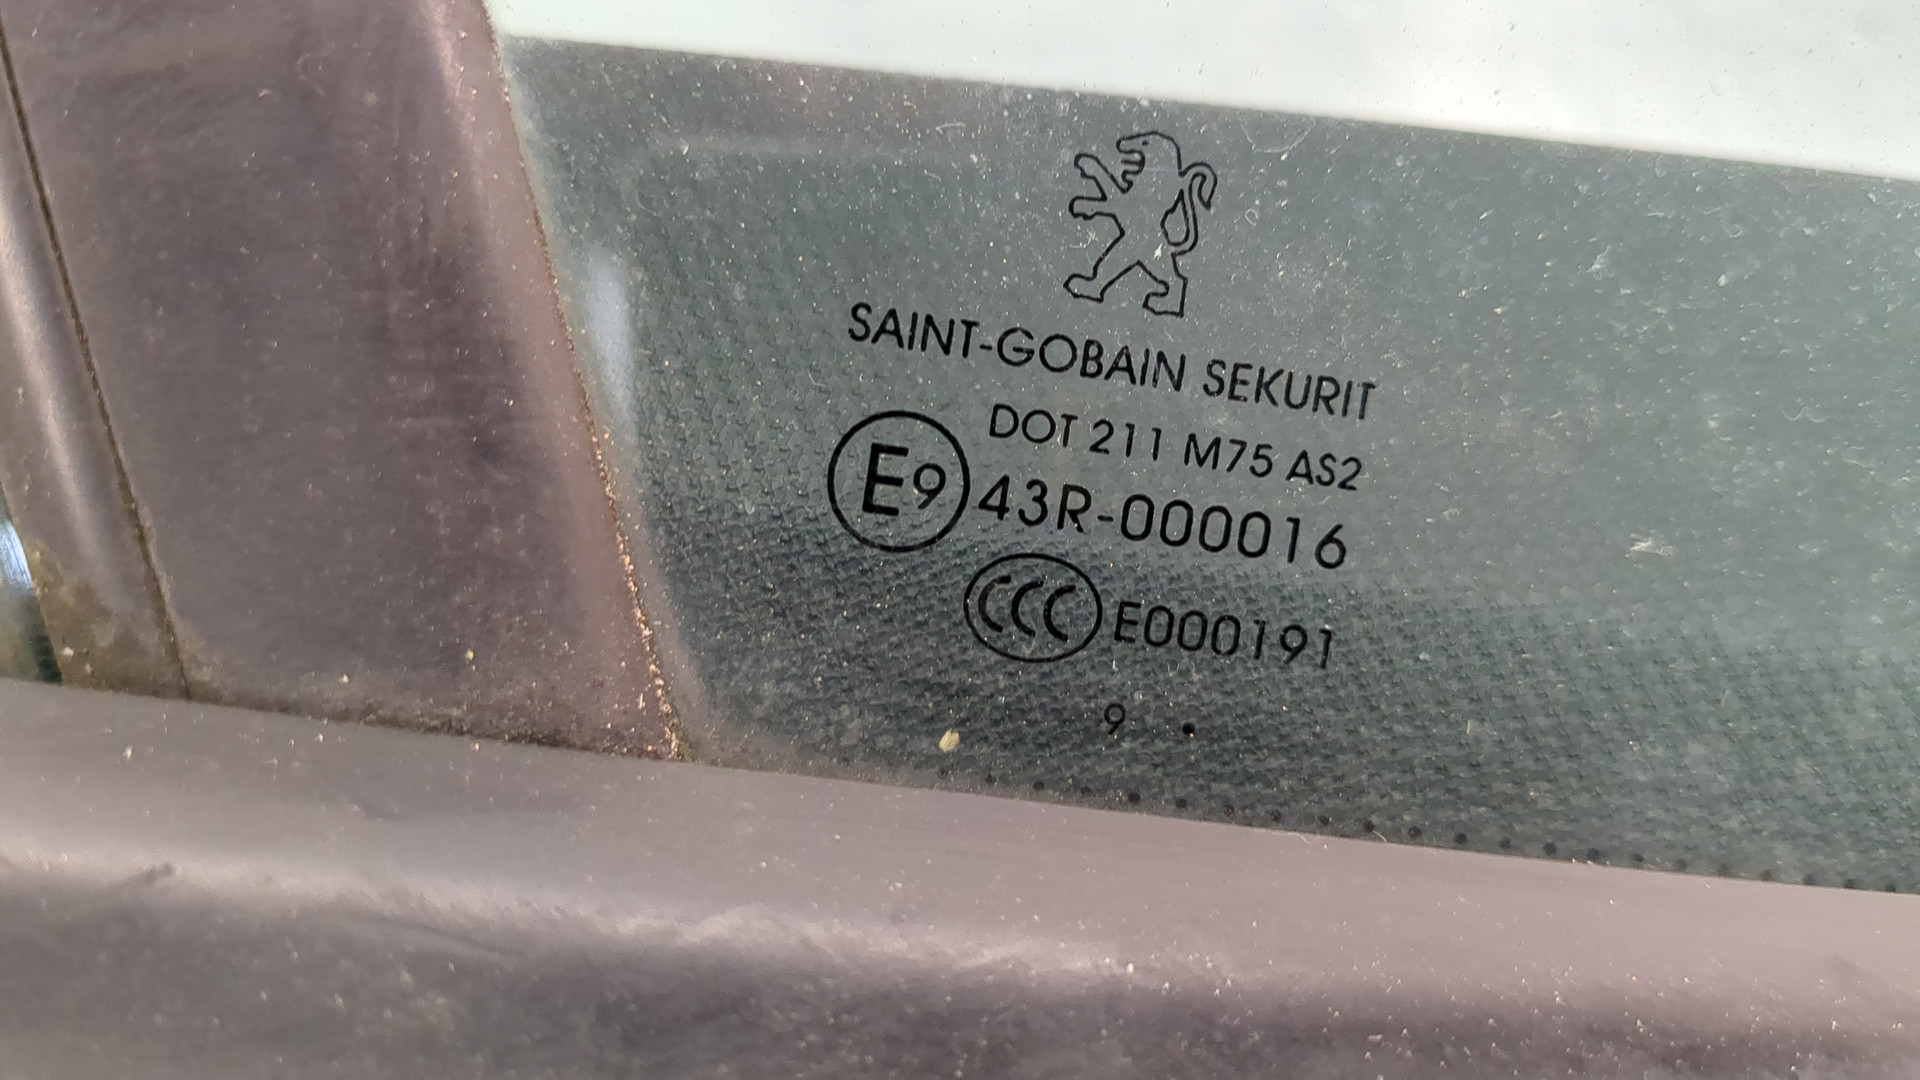 SAINT-GOBAIN SEKURIT
DOT 211 M75 AS2
E9 43R-000016
CCC E000191
9 •